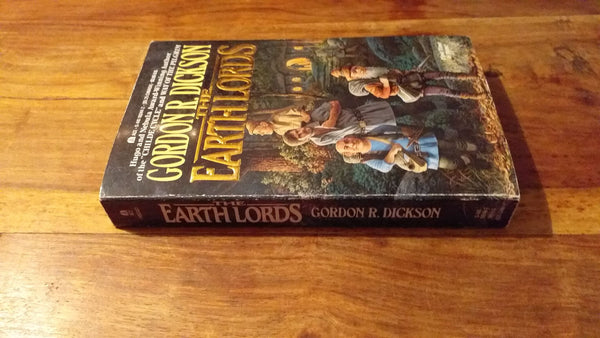 Hugo and Nebula Award-Winning Author
of the "CHILDE CYCLE" and WAY OF THE PILGRIM
GORDON R. DICKSON
THE
EARTH LORDS
THE
EARTH LORDS GORDON R. DICKSON